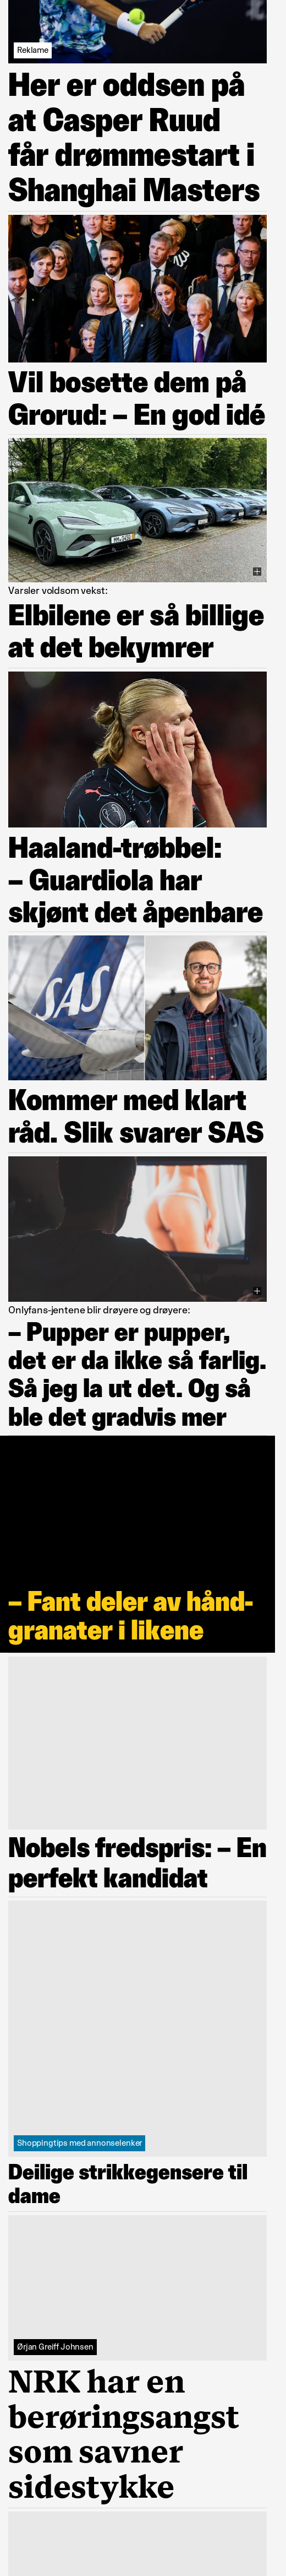 Reklame
Her er oddsen på
at Casper Ruud
får drømmestart i
Shanghai Masters
Vil bosette dem på
Grorud: – En god idé
Varsler voldsom vekst:
Elbilene er så billige
at det bekymrer
Haaland-trøbbel:
– Guardiola har
skjønt det åpenbare
SAS
Kommer med klart
råd. Slik svarer SAS
Onlyfans-jentene blir drøyere og drøyere:
– Pupper er pupper,
det er da ikke så farlig.
Så jeg la ut det. Og så
ble det gradvis mer
– Fant deler av hånd-
granater i likene
Nobels fredspris: – En
perfekt kandidat
Shoppingtips med annonselenker
Deilige strikkegensere til
dame
Ørjan Greiff Johnsen
NRK har en
berøringsangst
som savner
sidestykke